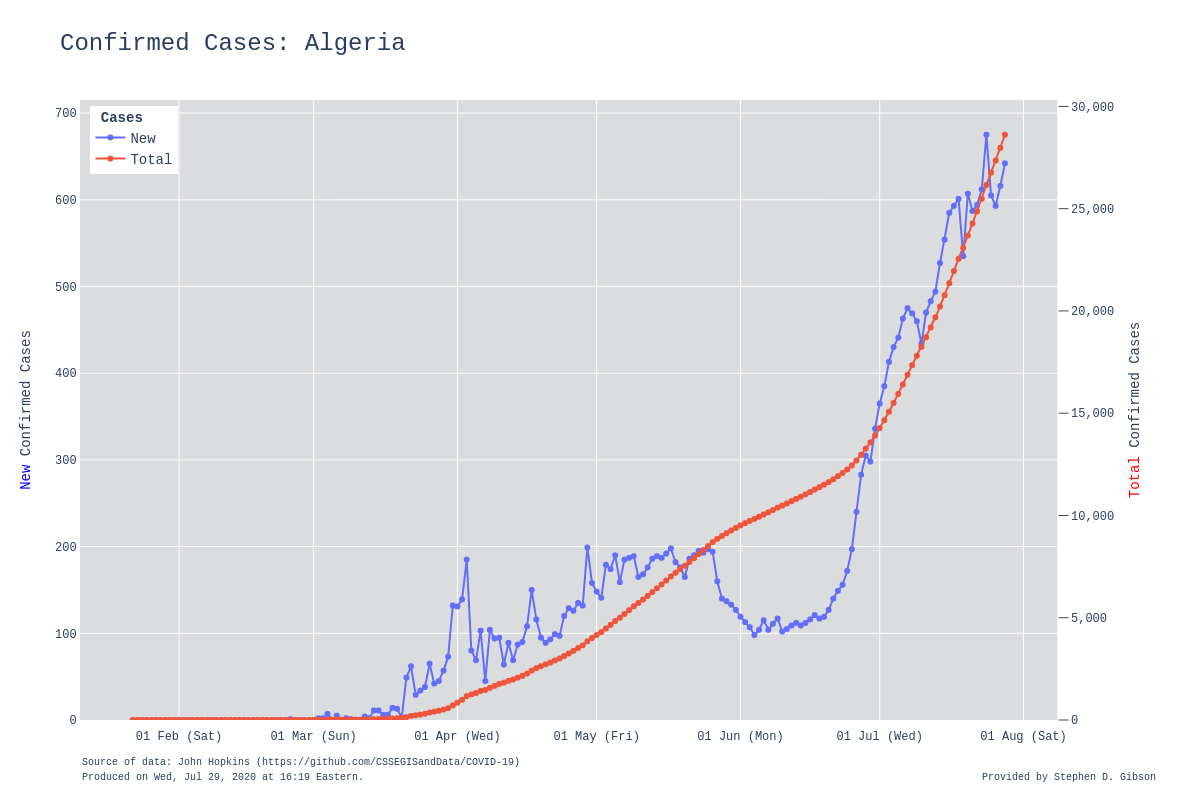 Confirmed Cases: Algeria
Cases
New
Total
700
600
500
400
300
200
100
0
New Confirmed Cases
30,000
25,000
20,000
15,000
10,000
5,000
0
Total Confirmed Cases
01 Feb (Sat)
01 Mar (Sun)
01 Apr (Wed)
01 May (Fri)
01 Jun (Mon)
01 Jul (Wed)
01 Aug (Sat)
Source of data: John Hopkins (https://github.com/CSSEGISandData/COVID-19)
Produced on Wed, Jul 29, 2020 at 16:19 Eastern.
Provided by Stephen D. Gibson